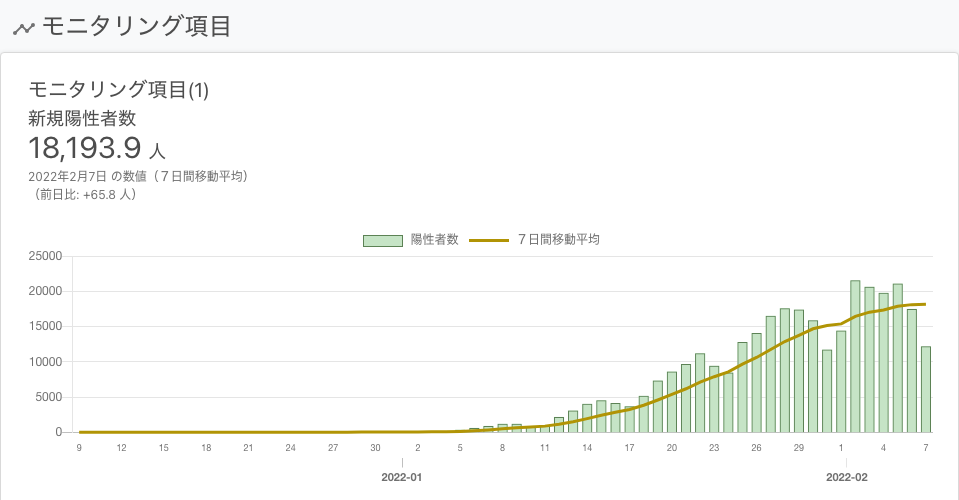 モニタリング項目
モニタリング項目(1)
新規陽性者数
18,193.9 人
2022年2月7日 の数値（７日間移動平均）
（前日比: +65.8 人）
陽性者数 ７日間移動平均
25000
20000
15000
10000
5000
0
9 12 15 18 21 24 27 30 2 5 8 11 14 17 20 23 26 29 1 4 7
2022-01 2022-02